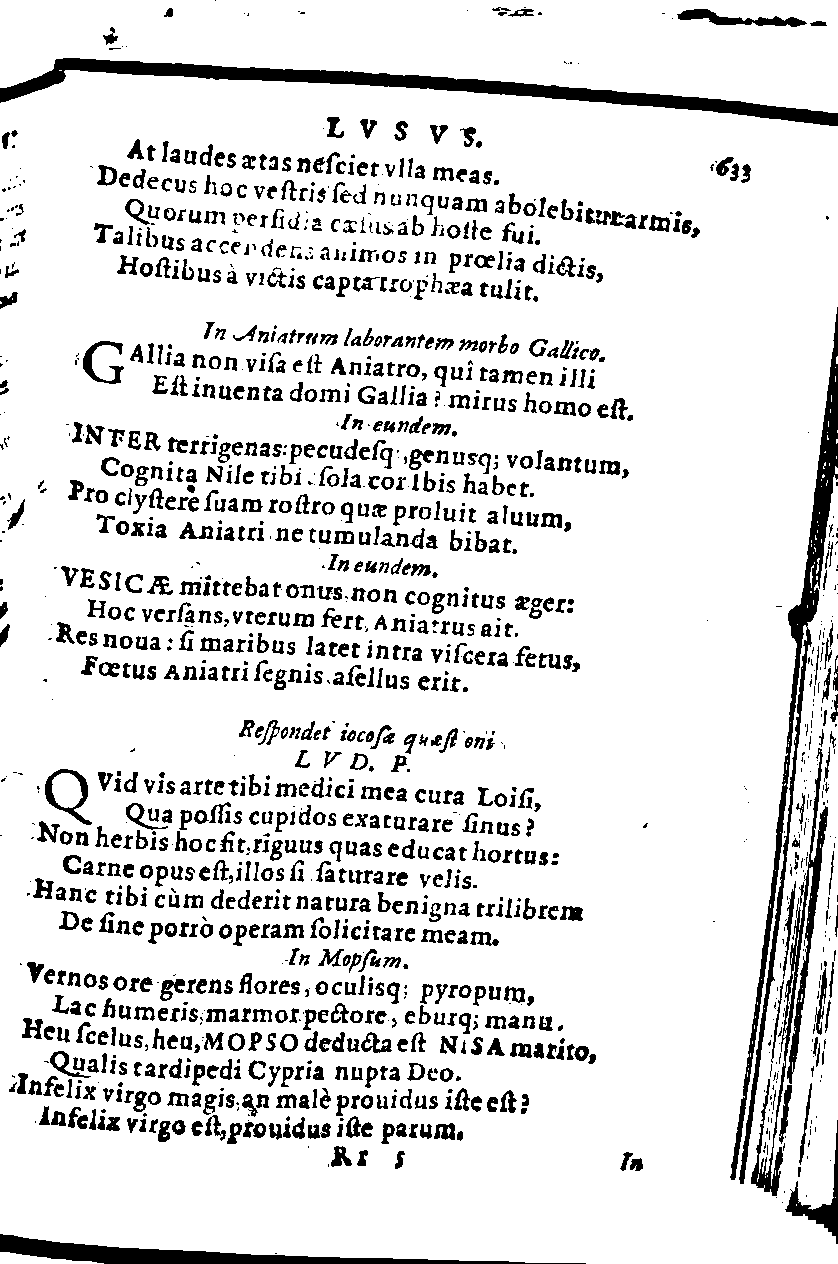 LVSVS.
633
At laudes ætas neſciet vlla meas.
Dedecus hoc veſtris ſed nunquam abolebitur armis,
Quorum perfidia cæſus ab hoſte fui.
Talibus accendens animos in prœlia dictis,
Hoſtibus à victis capta trophæa tulit.
In Aniatrum laborantem morbo Gallico.
GAllia non viſa eſt Aniatro, quî tamen illi
Eſt inuenta domi Gallia? mirus homo eſt.
In eundem.
INTER terrigenas: pecudeſq;, genusq; volantum,
Cognita Nile tibi ſola cor Ibis habet.
Pro clyſtere ſuam roſtro quæ proluit aluum,
Toxia Aniatri ne tumulanda bibat.
In eundem.
VESICÆ mittebat onus non cognitus æger:
Hoc verſans, vterum fert, Aniatrus ait.
Res noua: ſi maribus latet intra viſcera fetus,
Fœtus Aniatri ſegnis aſellus erit.
Reſpondet iocoſæ quæſtioni
LVD. P.
QVid vis arte tibi medici mea cura Loiſi,
Qua poſſis cupidos exaturare ſinus?
Non herbis hoc fit, riguus quas educat hortus:
Carne opus eſt, illos ſi ſaturare velis.
Hanc tibi cùm dederit natura benigna trilibrem
De ſine porrò operam ſolicitare meam.
In Mopſum.
Vernos ore gerens flores, oculisq; pyropum,
Lac humeris, marmor pectore, eburq; manu.
Heu ſcelus, heu, MOPSO deducta eſt NISA marito,
Qualis tardipedi Cypria nupta Deo.
Infelix virgo magis, an malè prouidus iſte eſt?
Infelix virgo eſt, prouidus iſte parum.
Rr 5
In